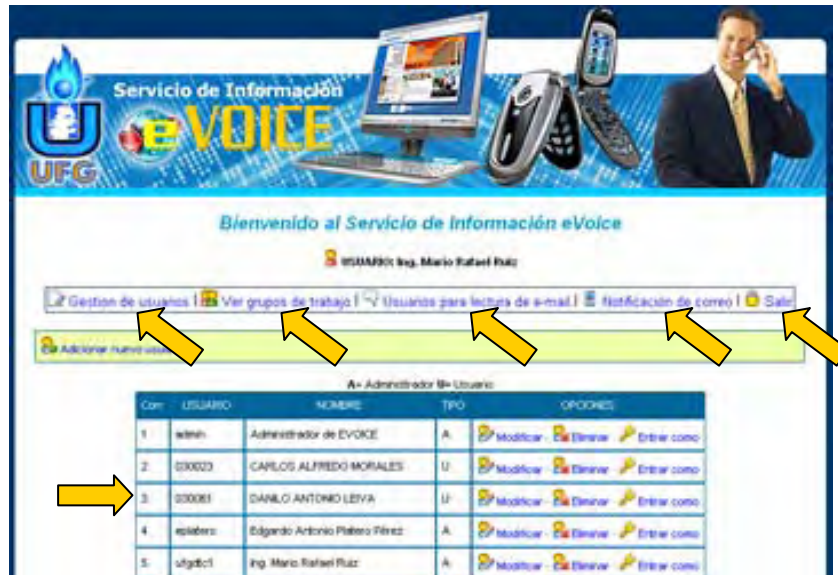 Servicio de Información
eVOICE
UFG
Bienvenido al Servicio de Información eVoice
USUARIO: Ing. Mario Rafael Ruiz
Gestion de usuarios | Ver grupos de trabajo | Usuarios para lectura de e-mail | Notificación de correo | Salir
Adicionar nuevo
A= Administrador U= Usuario
Corr USUARIO NOMBRE TIPO OPCIONES
1 admin Administrador de EVOICE A Modificar - Eliminar - Entrar como
2 030023 CARLOS ALFREDO MORALES U Modificar - Eliminar - Entrar como
3 DANILO ANTONIO LEIVA U Modificar - Eliminar - Entrar como
4 eplatero Edgardo Antonio Platero Pérez A Modificar - Eliminar - Entrar como
5 ufgdtc1 Ing. Mario Rafael Ruiz A Modificar - Eliminar - Entrar como